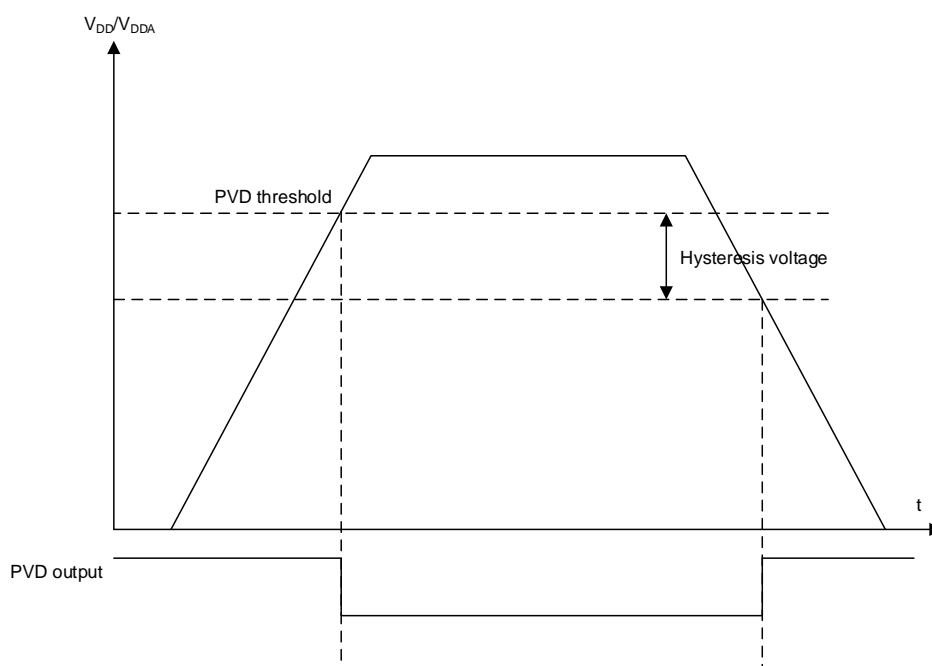 VDD/VDDA
PVD threshold
Hysteresis voltage
t
PVD output